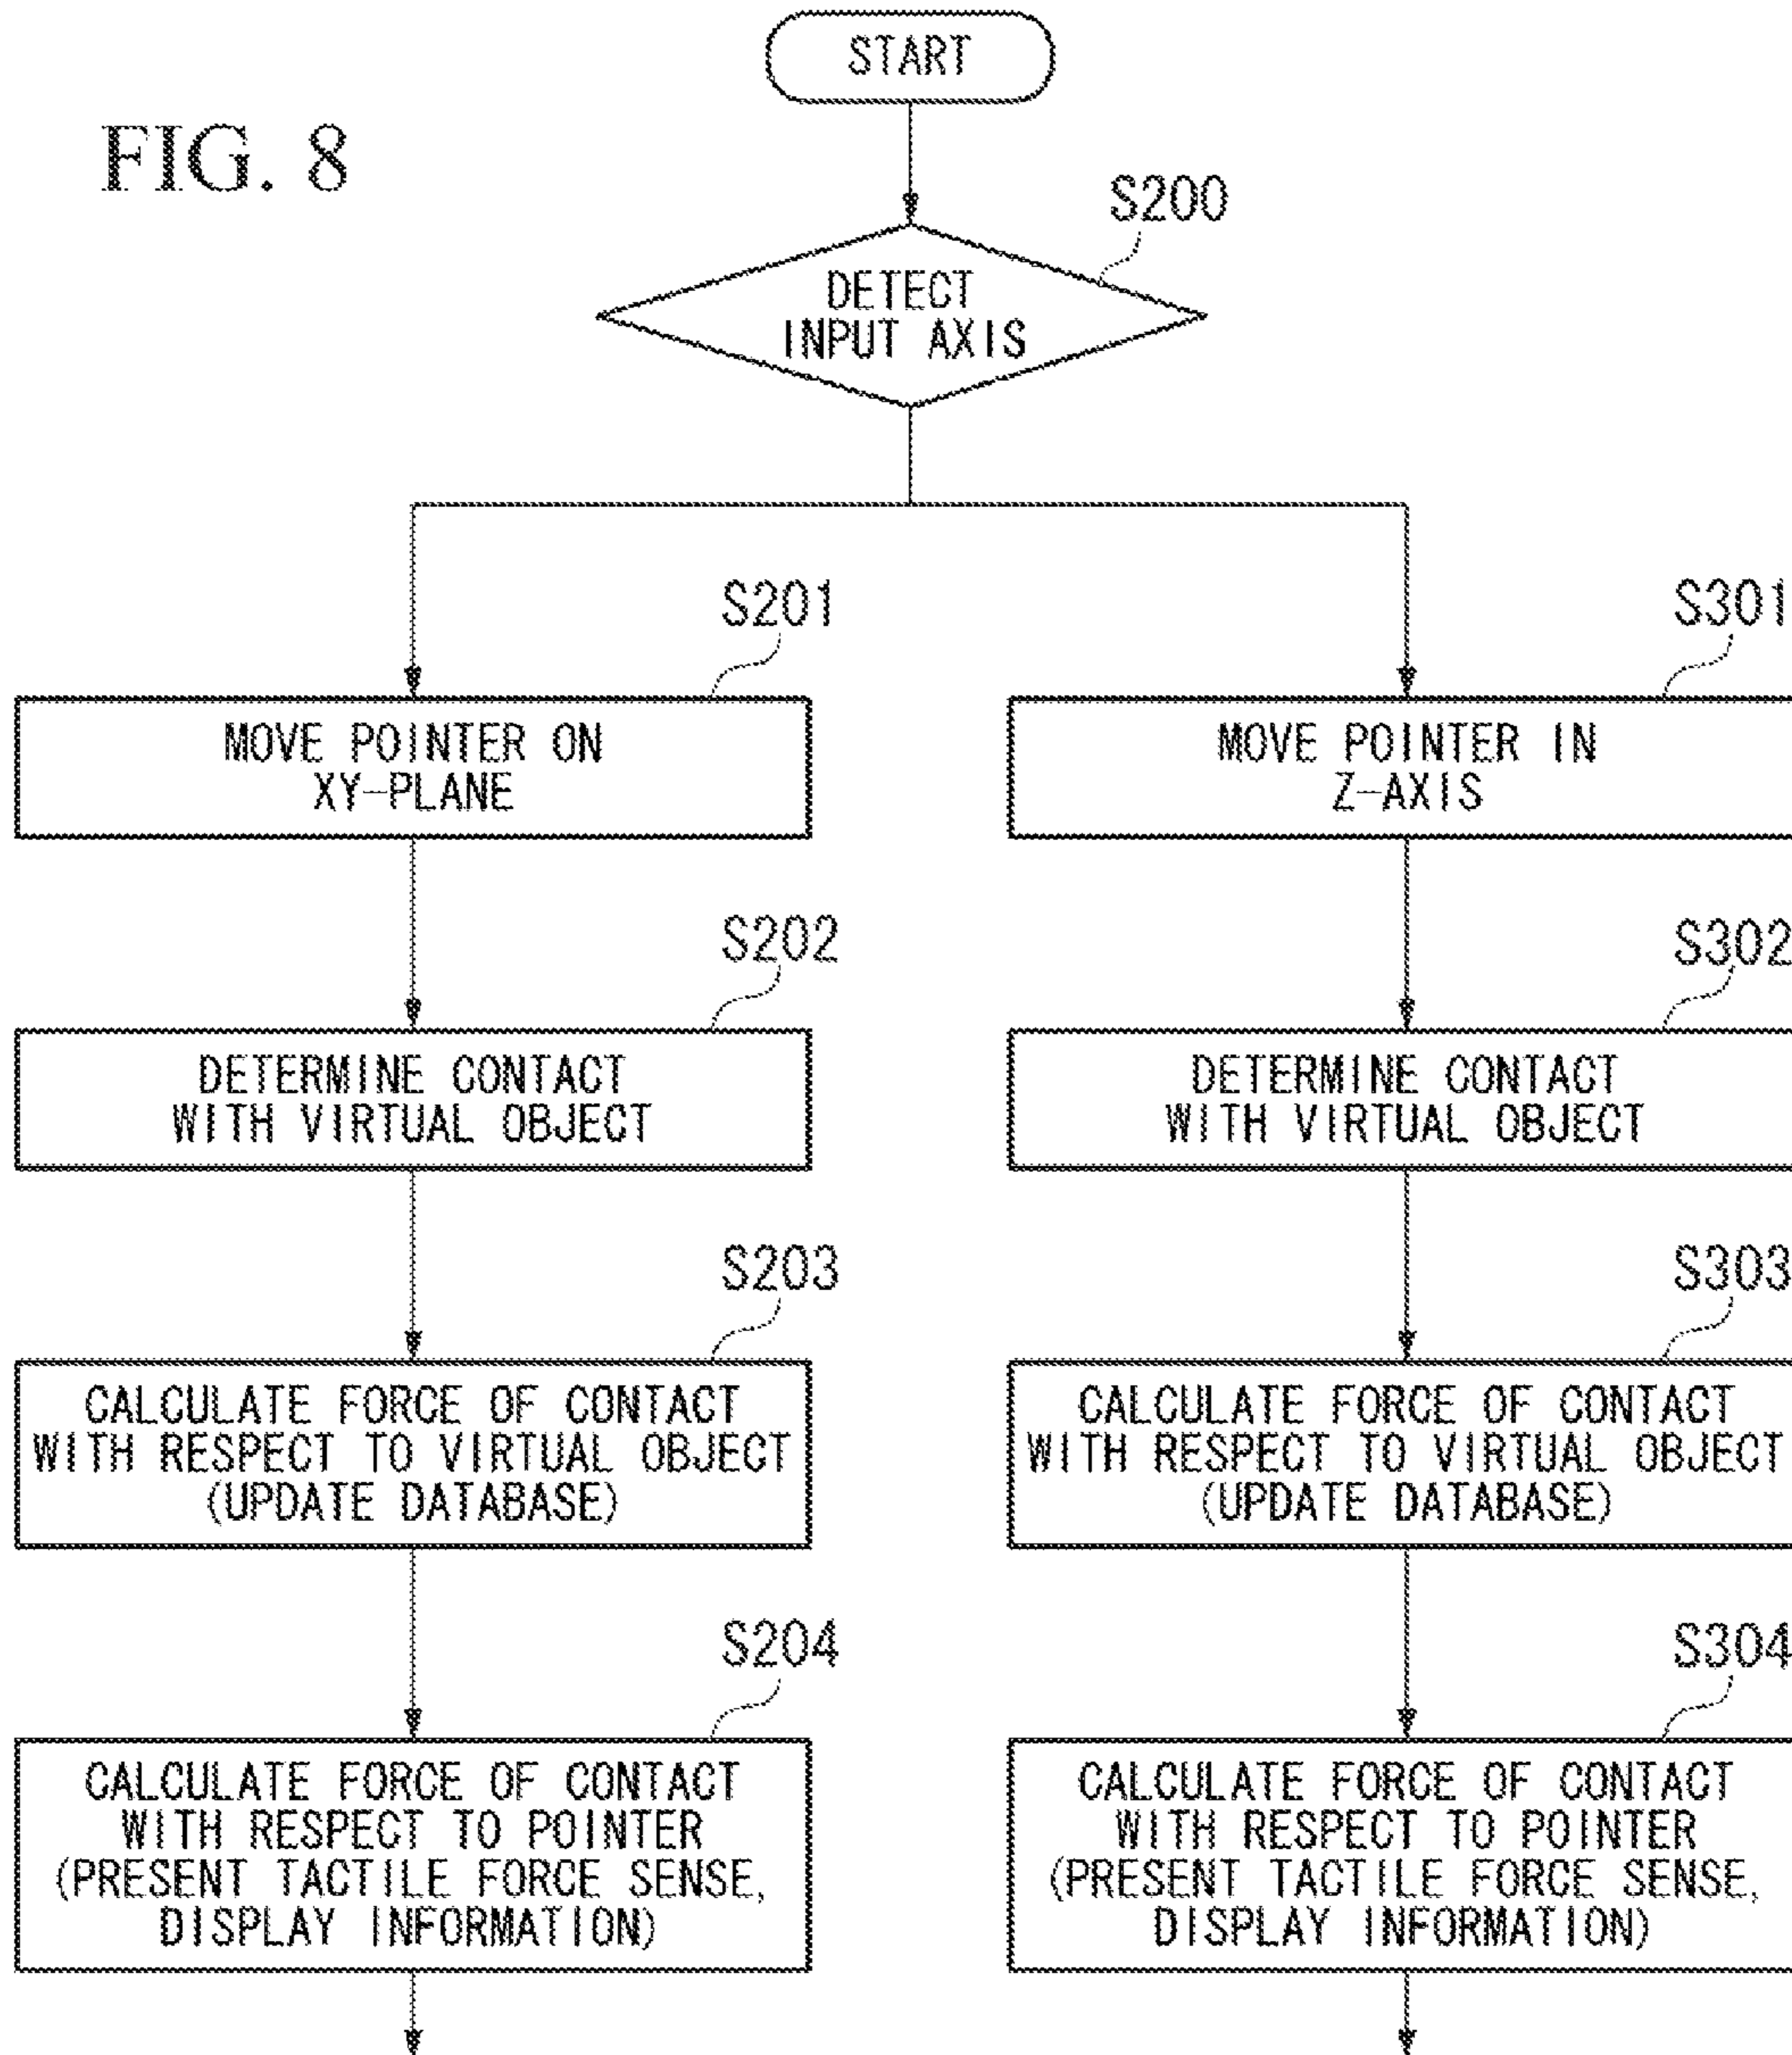 START
FIG. 8
S200
DETECT
INPUT AXIS
S201
MOVE POINTER ON
XY-PLANE
S202
DETERMINE CONTACT
WITH VIRTUAL OBJECT
S203
CALCULATE FORCE OF CONTACT
WITH RESPECT TO VIRTUAL OBJECT
(UPDATE DATABASE)
S204
CALCULATE FORCE OF CONTACT
WITH RESPECT TO POINTER
(PRESENT TACTILE FORCE SENSE,
DISPLAY INFORMATION)
S301
MOVE POINTER IN
Z-AXIS
S302
DETERMINE CONTACT
WITH VIRTUAL OBJECT
S303
CALCULATE FORCE OF CONTACT
WITH RESPECT TO VIRTUAL OBJECT
(UPDATE DATABASE)
S304
CALCULATE FORCE OF CONTACT
WITH RESPECT TO POINTER
(PRESENT TACTILE FORCE SENSE,
DISPLAY INFORMATION)